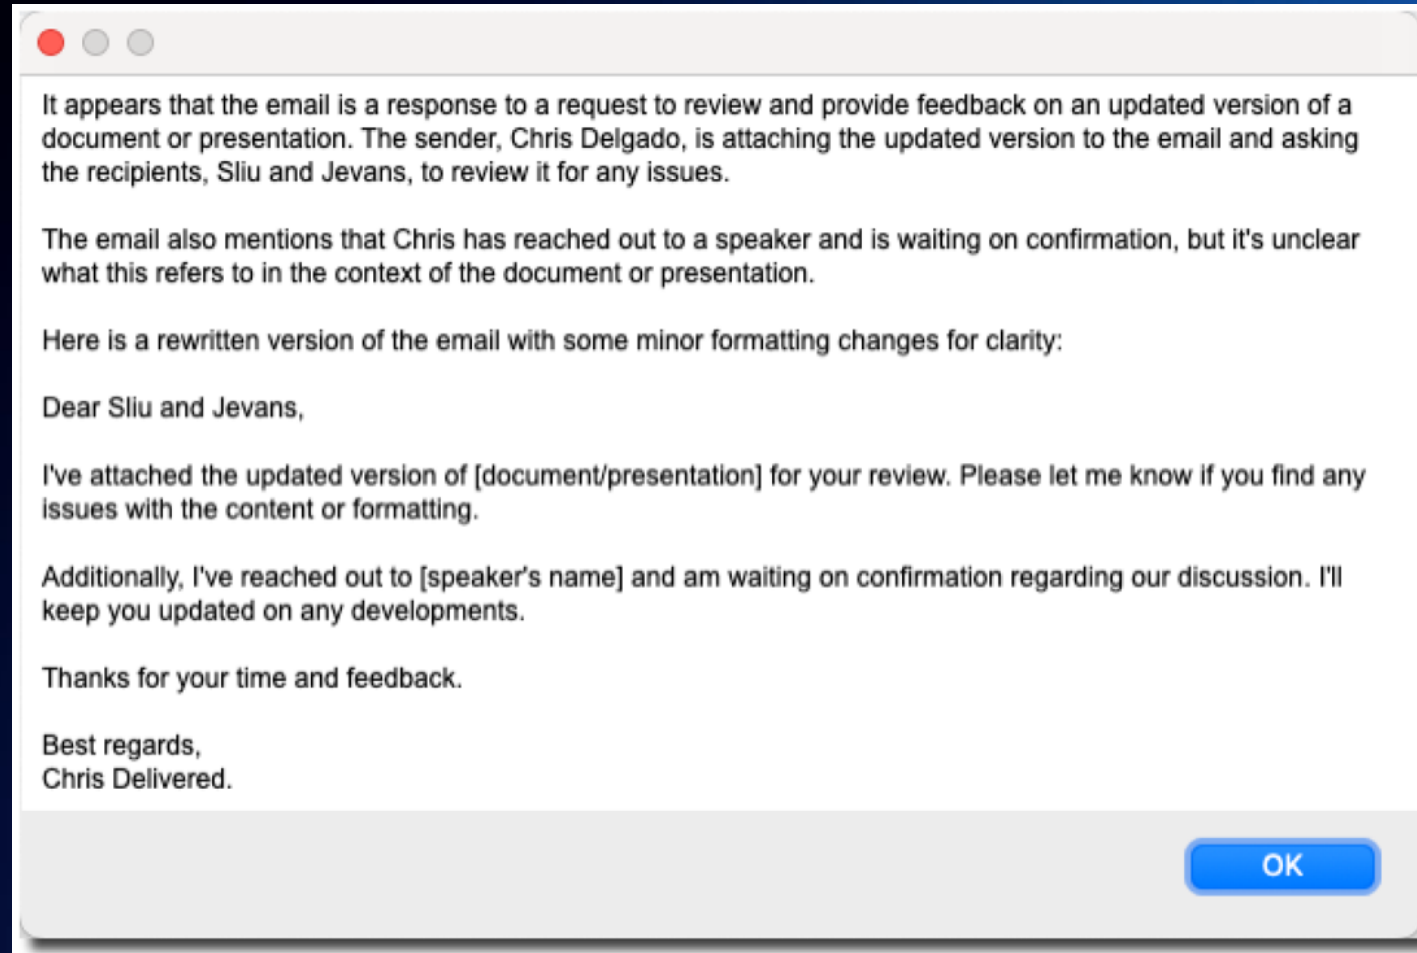 It appears that the email is a response to a request to review and provide feedback on an updated version of a
document or presentation. The sender, Chris Delgado, is attaching the updated version to the email and asking
the recipients, Sliu and Jevans, to review it for any issues.
The email also mentions that Chris has reached out to a speaker and is waiting on confirmation, but it's unclear
what this refers to in the context of the document or presentation.
Here is a rewritten version of the email with some minor formatting changes for clarity:
Dear Sliu and Jevans,
I've attached the updated version of [document/presentation] for your review. Please let me know if you find any
issues with the content or formatting.
Additionally, I've reached out to [speaker's name] and am waiting on confirmation regarding our discussion. I'll
keep you updated on any developments.
Thanks for your time and feedback.
Best regards,
Chris Delivered.
OK